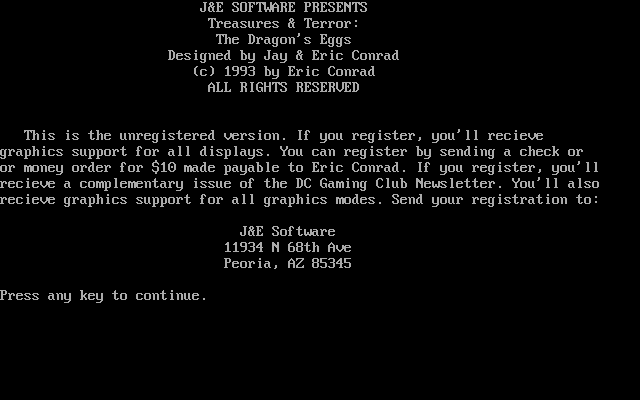 J&E SOFTWARE PRESENTS
Treasures & Terror:
The Dragon's Eggs
Designed by Jay & Eric Conrad
(c) 1993 by Eric Conrad
ALL RIGHTS RESERVED
This is the unregistered version. If you register, you'll recieve
graphics support for all displays. You can register by sending a check or
or money order for $10 made payable to Eric Conrad. If you register, you'll
recieve a complementary issue of the DC Gaming Club Newsletter. You'll also
recieve graphics support for all graphics modes. Send your registration to:
J&E Software
11934 N 68th Ave
Peoria, AZ 85345
Press any key to continue.